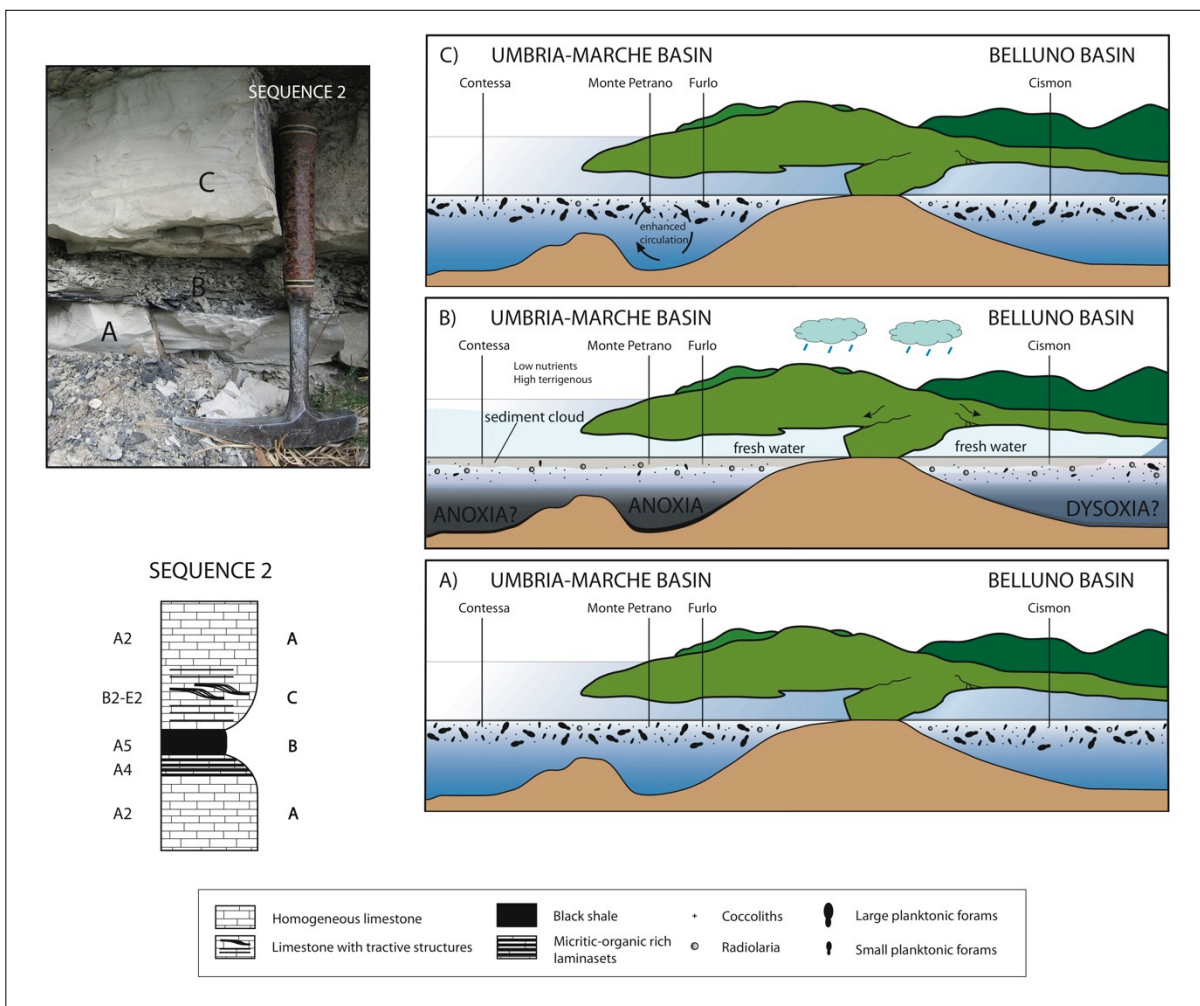 SEQUENCE 2
C
B
A
C) UMBRIA-MARCHE BASIN BELLUNO BASIN
Contessa Monte Petrano Furlo Cismon
enhanced
circulation
B) UMBRIA-MARCHE BASIN BELLUNO BASIN
Contessa Monte Petrano Furlo Cismon
Low nutrients
High terrigenous
sediment cloud
fresh water fresh water
ANOXIA? ANOXIA DYSOXIA?
A) UMBRIA-MARCHE BASIN BELLUNO BASIN
Contessa Monte Petrano Furlo Cismon
SEQUENCE 2
A2 A
B2-E2 C
A5 B
A4
A2 A
Homogeneous limestone
Limestone with tractive structures
Black shale
Micritic-organic rich
laminasets
Coccoliths
Radiolaria
Large planktonic forams
Small planktonic forams